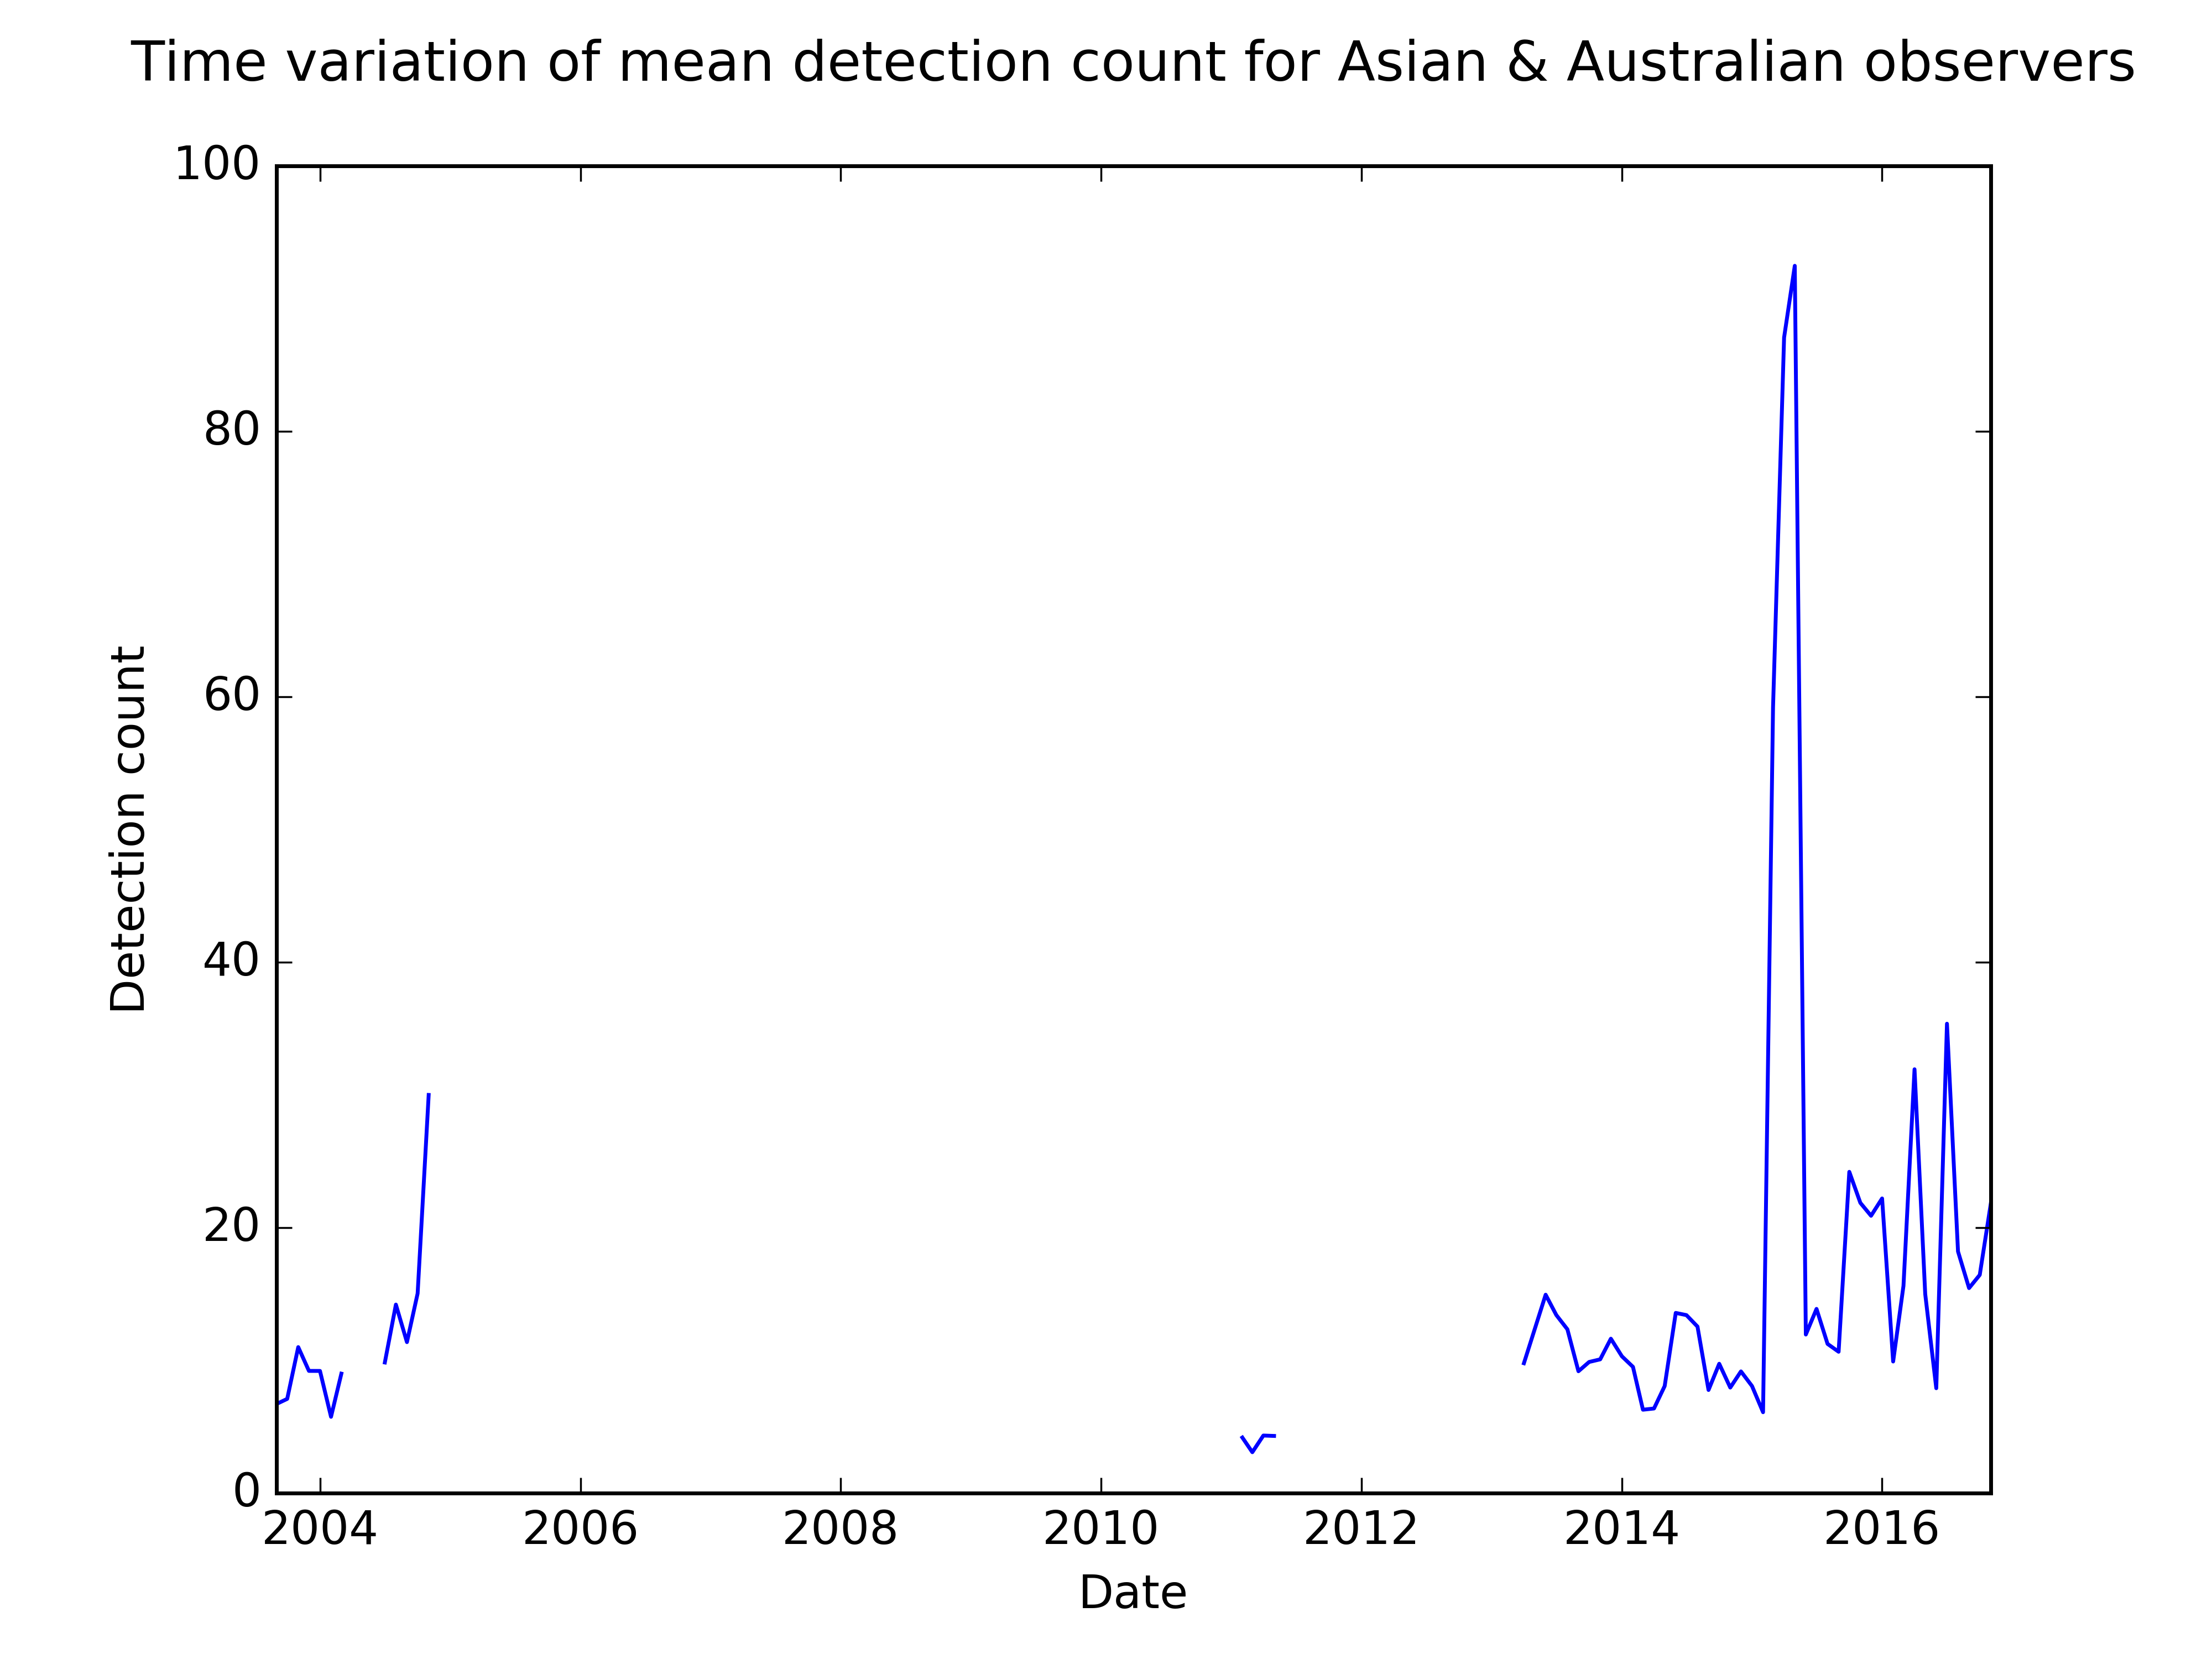 Time variation of mean detection count for Asian & Australian observers
100
80
60
40
20
0
Detection count
2004 2006 2008 2010 2012 2014 2016
Date